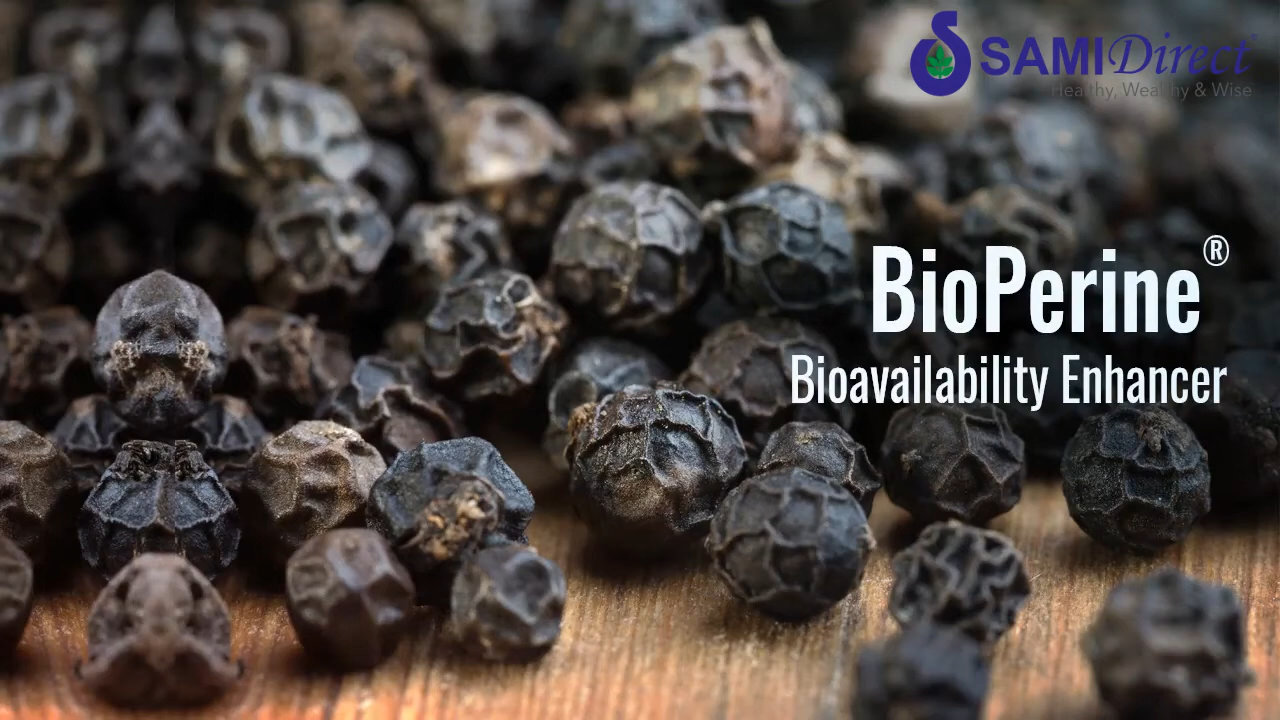 SAMIDirect®
Healthy, Wealthy & Wise
BioPerine®
Bioavailability Enhancer